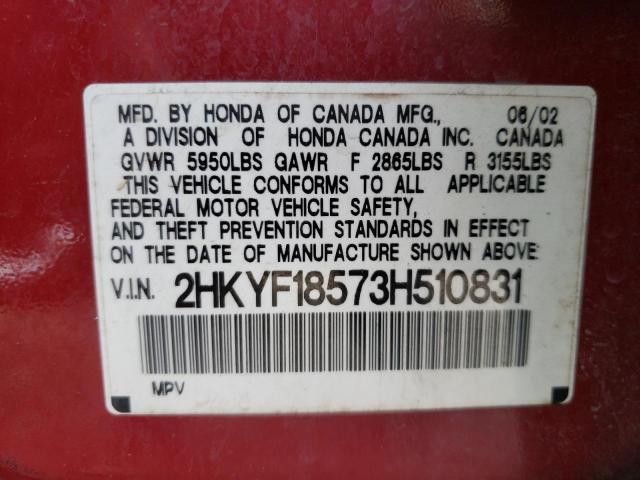 MFD. BY HONDA OF CANADA MFG., 06/02
A DIVISION OF HONDA CANADA INC. CANADA
GVWR 5950LBS GAWR F 2865LBS R 3155LBS
THIS VEHICLE CONFORMS TO ALL APPLICABLE
FEDERAL MOTOR VEHICLE SAFETY,
AND THEFT PREVENTION STANDARDS IN EFFECT
ON THE DATE OF MANUFACTURE SHOWN ABOVE.
V.I.N. 2HKYF18573H510831
MPV